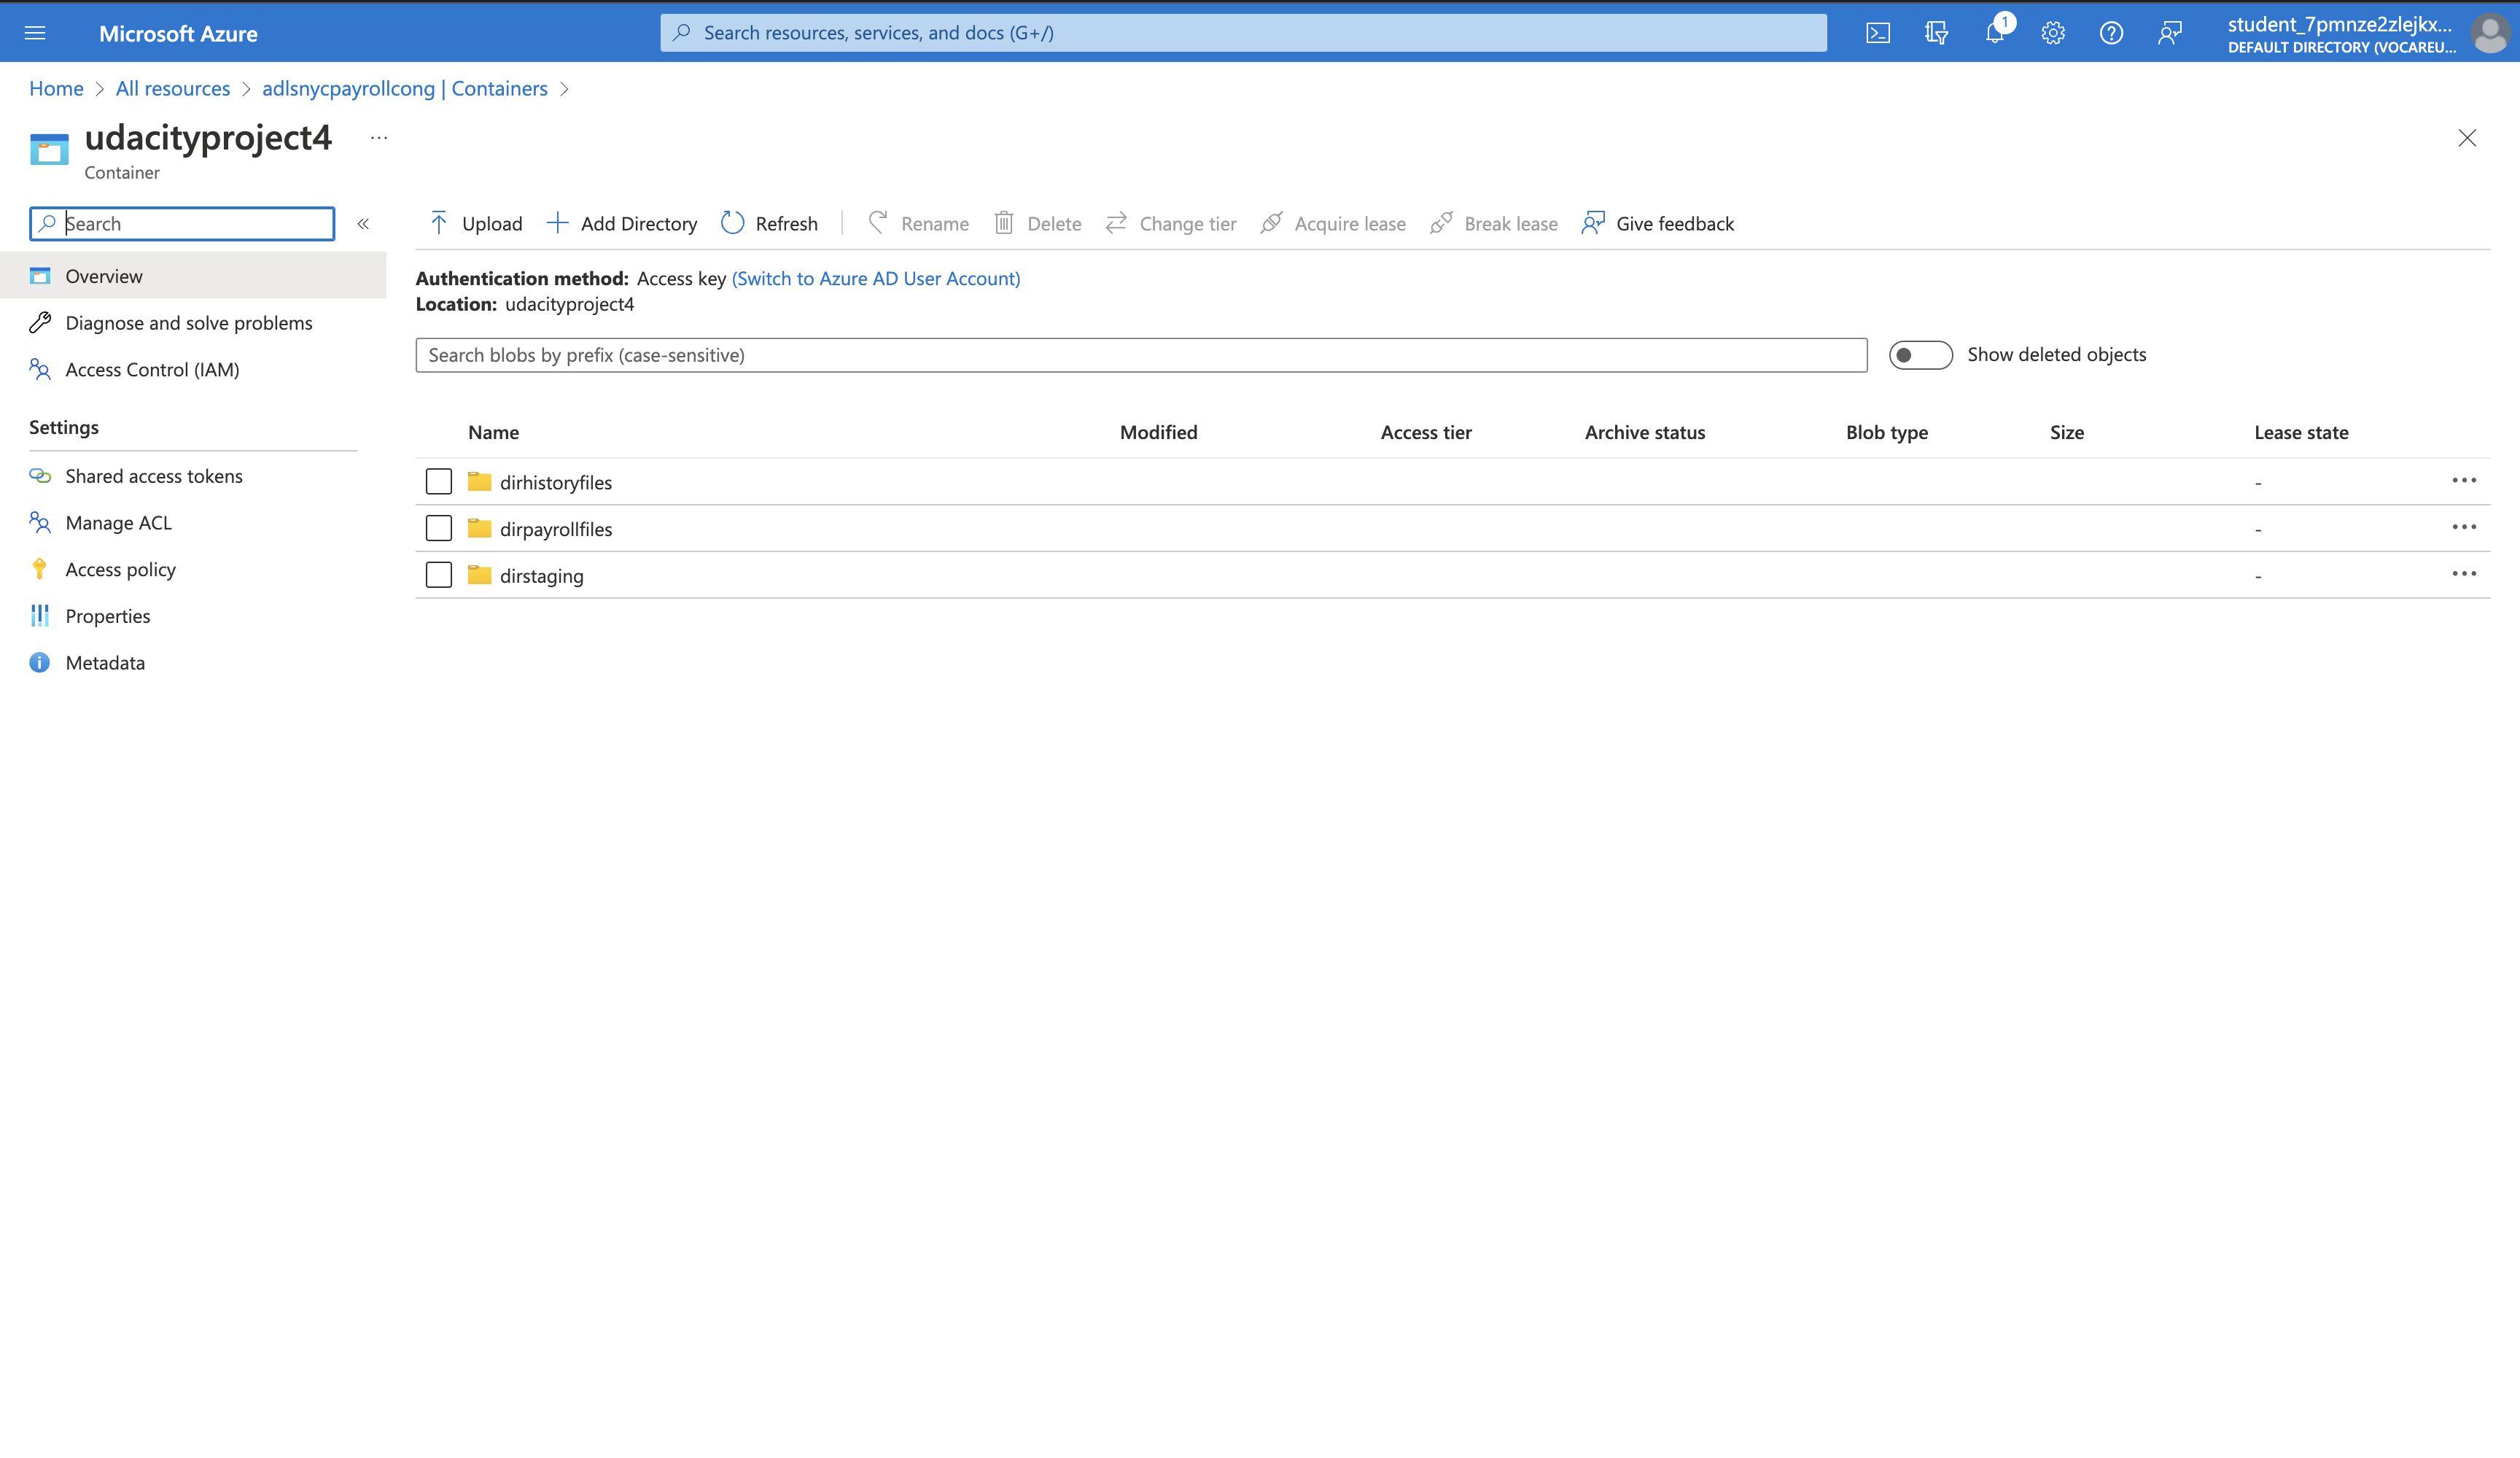 Microsoft Azure
Search resources, services, and docs (G+/)
1
student_7pmnze2zlejkx...
DEFAULT DIRECTORY (VOCAREU...
Home > All resources > adlsnycpayrollcong | Containers >
udacityproject4 ...
Container
Search «
Upload Add Directory Refresh Rename Delete Change tier Acquire lease Break lease Give feedback
Overview
Diagnose and solve problems
Access Control (IAM)
Settings
Shared access tokens
Manage ACL
Access policy
Properties
Metadata
Authentication method: Access key (Switch to Azure AD User Account)
Location: udacityproject4
Search blobs by prefix (case-sensitive) Show deleted objects
Name Modified Access tier Archive status Blob type Size Lease state
dirhistoryfiles - ...
dirpayrollfiles - ...
dirstaging - ...